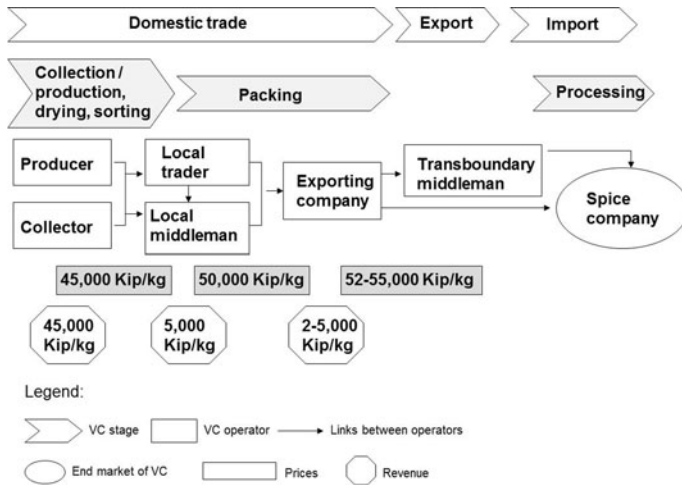 Domestic trade
Export
Import
Collection /
production,
drying, sorting
Packing
Processing
Producer
Local
trader
Exporting
company
Transboundary
middleman
Collector
Local
middleman
Spice
company
45,000 Kip/kg
50,000 Kip/kg
52-55,000 Kip/kg
45,000
Kip/kg
5,000
Kip/kg
2-5,000
Kip/kg
Legend:
VC stage
VC operator
Links between operators
End market of VC
Prices
Revenue